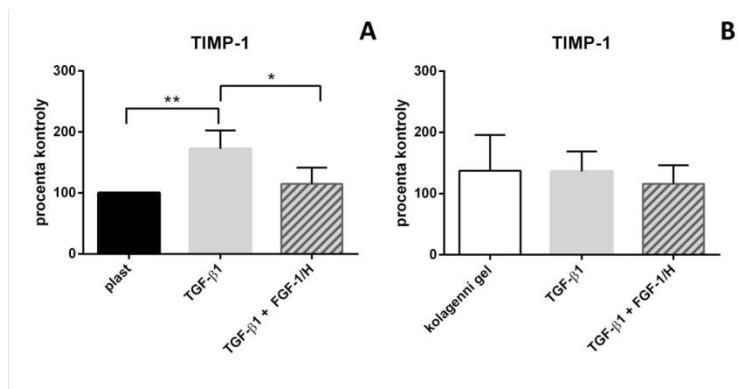 A
TIMP-1
300
200
100
0
procenta kontroly
**
*
plast
TGF-β1
TGF-β1 + FGF-1/H
B
TIMP-1
300
200
100
0
procenta kontroly
kolagenní gel
TGF-β1
TGF-β1 + FGF-1/H